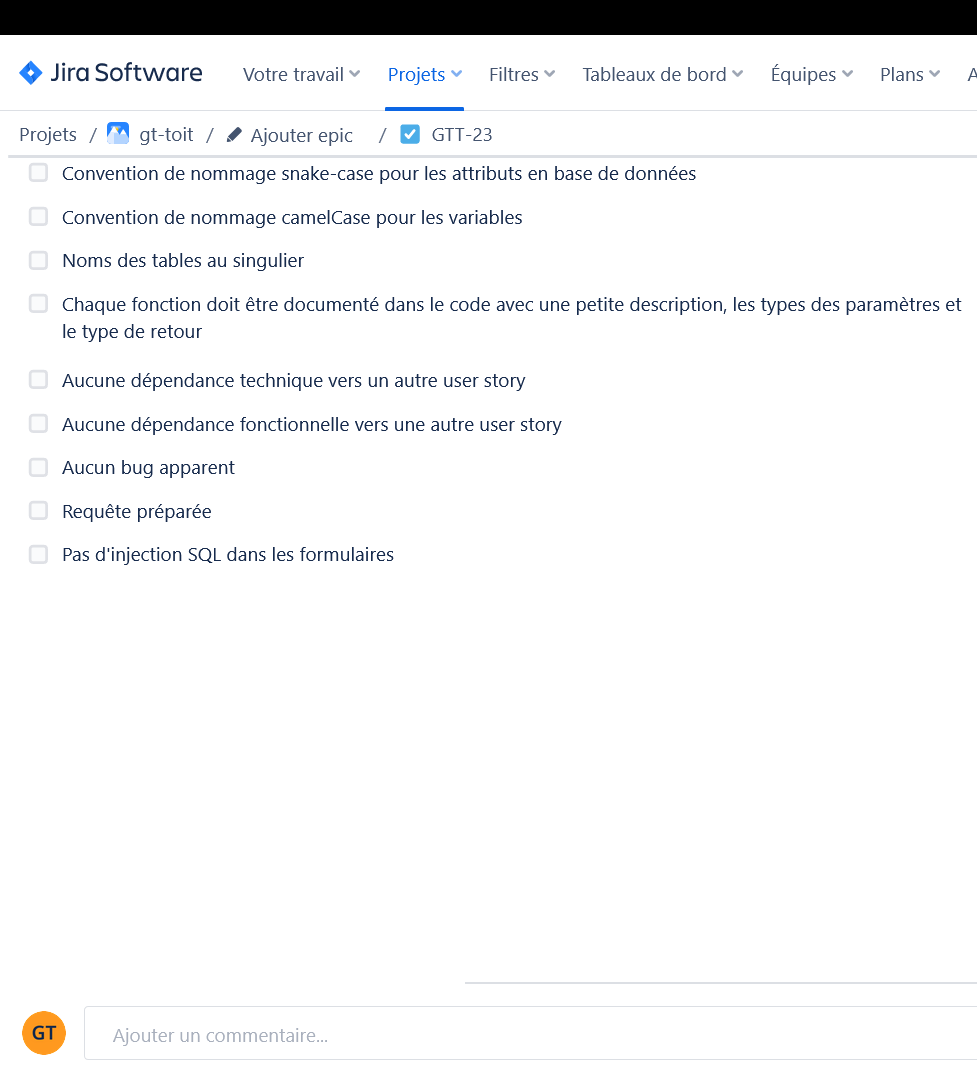 Jira Software Votre travail Projets Filtres Tableaux de bord Équipes Plans
Projets / gt-toit / Ajouter epic / GTT-23
Convention de nommage snake-case pour les attributs en base de données
Convention de nommage camelCase pour les variables
Noms des tables au singulier
Chaque fonction doit être documenté dans le code avec une petite description, les types des paramètres et
le type de retour
Aucune dépendance technique vers un autre user story
Aucune dépendance fonctionnelle vers une autre user story
Aucun bug apparent
Requête préparée
Pas d'injection SQL dans les formulaires
GT Ajouter un commentaire...